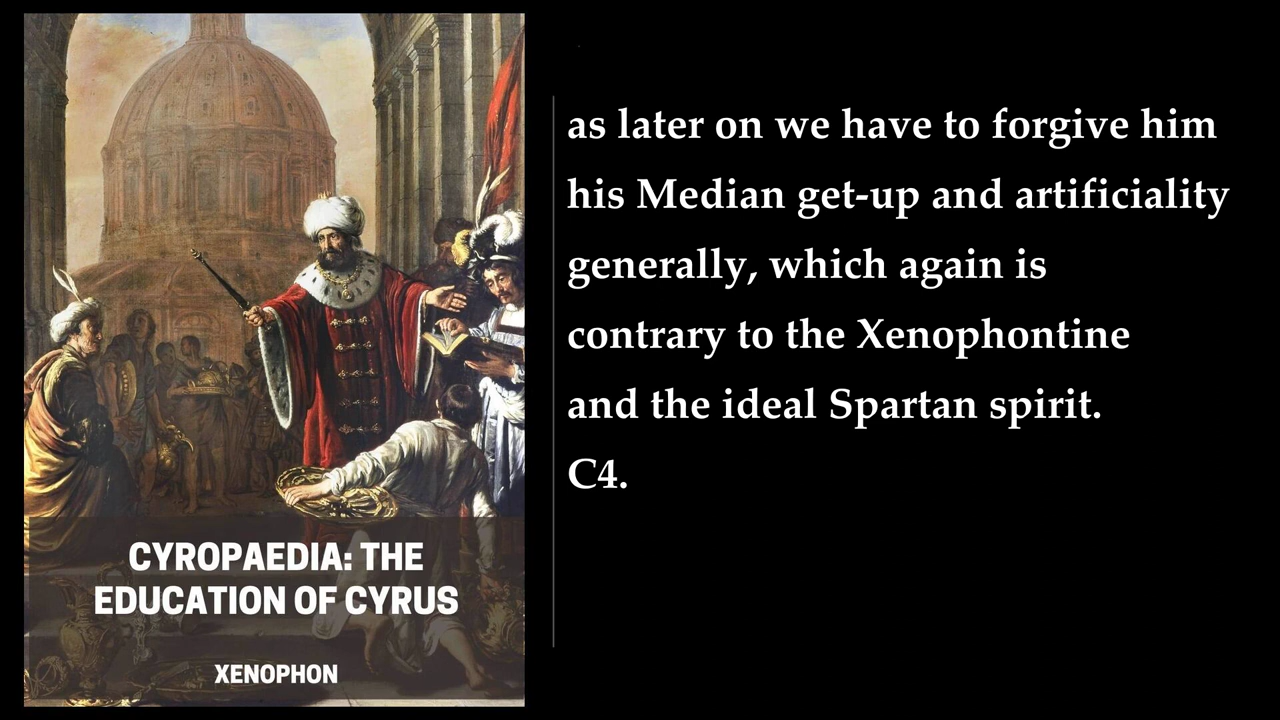 CYROPAEDIA: THE
EDUCATION OF CYRUS
XENOPHON
as later on we have to forgive him
his Median get-up and artificiality
generally, which again is
contrary to the Xenophontine
and the ideal Spartan spirit.
C4.